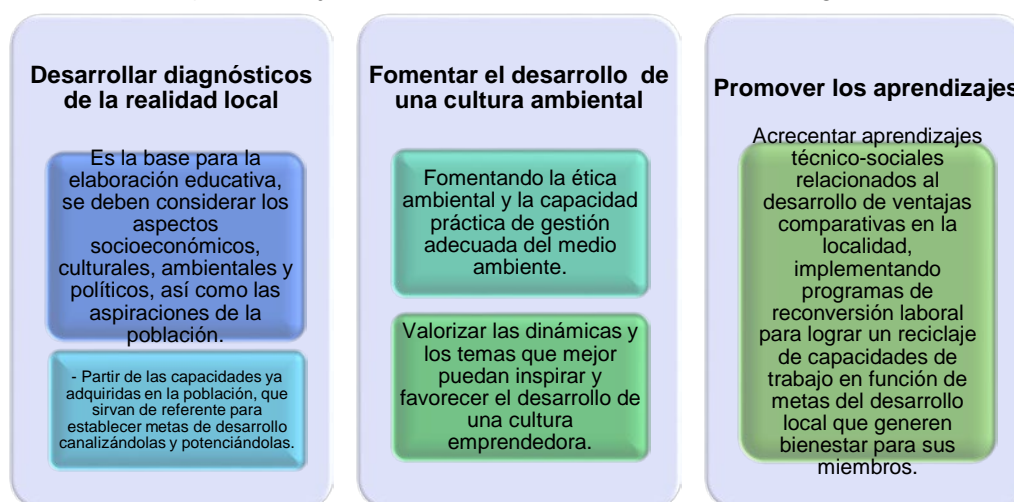 Desarrollar diagnósticos
de la realidad local
Es la base para la
elaboración educativa,
se deben considerar los
aspectos
socioeconómicos,
culturales, ambientales y
políticos, así como las
aspiraciones de la
población.
- Partir de las capacidades ya
adquiridas en la población, que
sirvan de referente para
establecer metas de desarrollo
canalizándolas y potenciándolas.
Fomentar el desarrollo de
una cultura ambiental
Fomentando la ética
ambiental y la capacidad
práctica de gestión
adecuada del medio
ambiente.
Valorizar las dinámicas y
los temas que mejor
puedan inspirar y
favorecer el desarrollo de
una cultura
emprendedora.
Promover los aprendizajes
Acrecentar aprendizajes
técnico-sociales
relacionados al
desarrollo de ventajas
comparativas en la
localidad,
implementando
programas de
reconversión laboral
para lograr un reciclaje
de capacidades de
trabajo en función de
metas del desarrollo
local que generen
bienestar para sus
miembros.